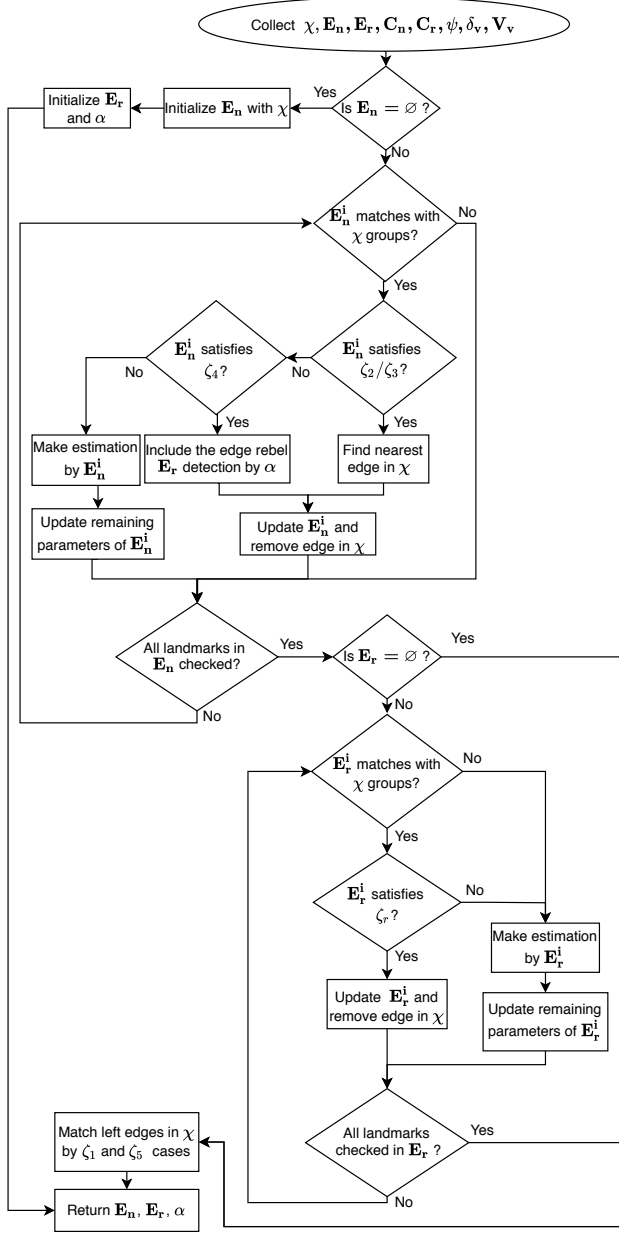 Collect χ, E_n, E_r, C_n, C_r, ψ, δ_v, V_v
Is E_n = ∅ ?
Yes
Initialize E_n with χ
Initialize E_r
and α
No
E_n^i matches with
χ groups?
No
Yes
E_n^i satisfies
ζ_2/ζ_3?
No
E_n^i satisfies
ζ_4?
No
Yes
Yes
Make estimation
by E_n^i
Include the edge rebel
E_r detection by α
Find nearest
edge in χ
Update remaining
parameters of E_n^i
Update E_n^i and
remove edge in χ
All landmarks in
E_n checked?
Yes
No
Is E_r = ∅ ?
Yes
No
E_r^i matches with
χ groups?
No
Yes
E_r^i satisfies
ζ_r?
No
Yes
Make estimation
by E_r^i
Update E_r^i and
remove edge in χ
Update remaining
parameters of E_r^i
All landmarks
checked in E_r ?
Yes
No
Match left edges in χ
by ζ_1 and ζ_5 cases
Return E_n, E_r, α